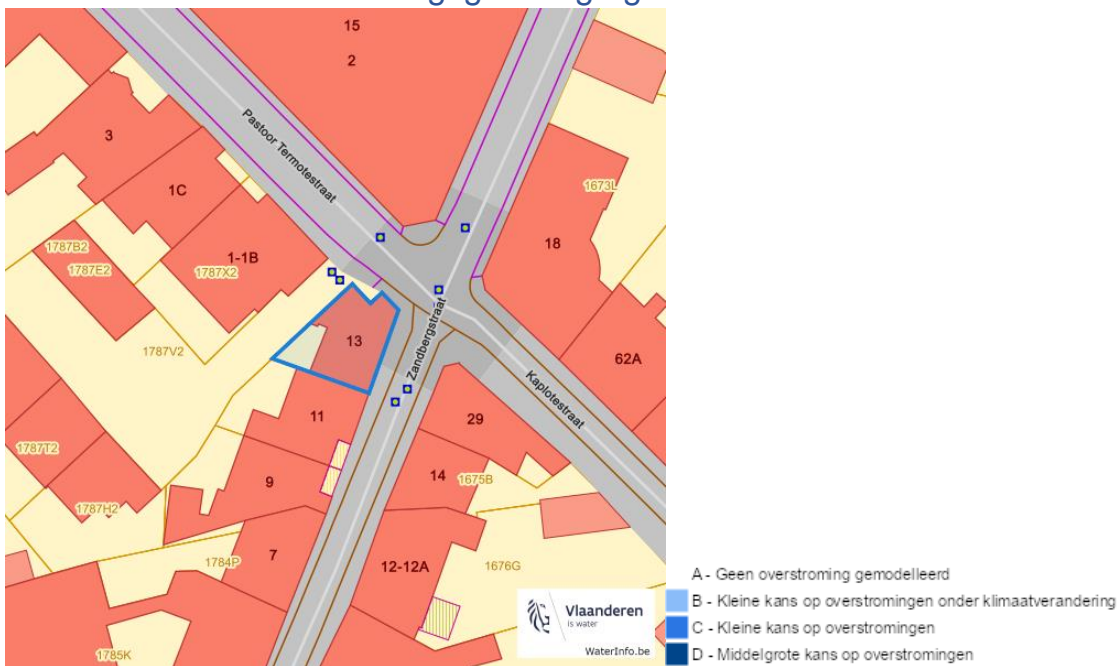 15
2
Pastoor Termotestraat
3
1C
1673L
1787B2
1787E2
1-1B
1787X2
18
Zandbergstraat
13
1787V2
62A
Kaplotestraat
11
29
1787T2
14
1675B
9
1787H2
7
1784P
12-12A
1676G
1785K
Vlaanderen
is water
WaterInfo.be
A - Geen overstroming gemodelleerd
B - Kleine kans op overstromingen onder klimaatverandering
C - Kleine kans op overstromingen
D - Middelgrote kans op overstromingen